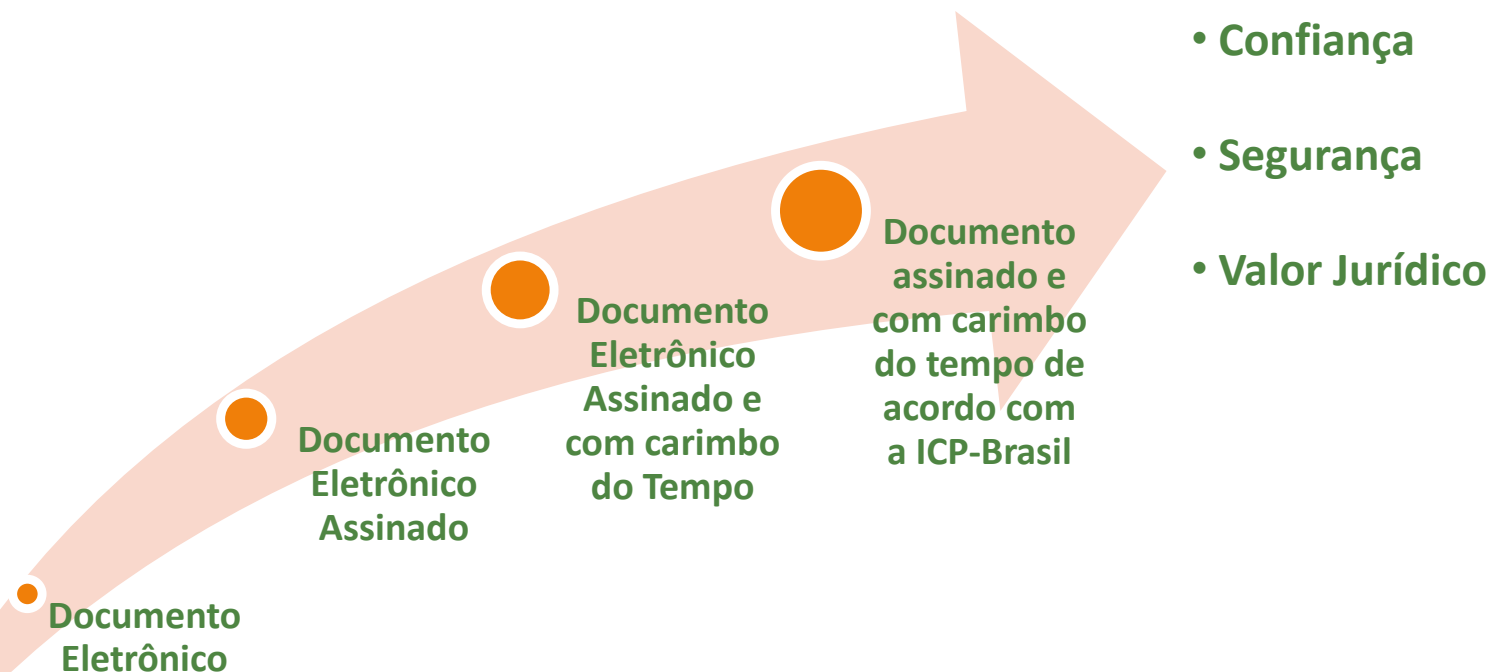 Documento
Eletrônico
Documento
Eletrônico
Assinado
Documento
Eletrônico
Assinado e
com carimbo
do Tempo
Documento
assinado e
com carimbo
do tempo de
acordo com
a ICP-Brasil
• Confiança
• Segurança
• Valor Jurídico